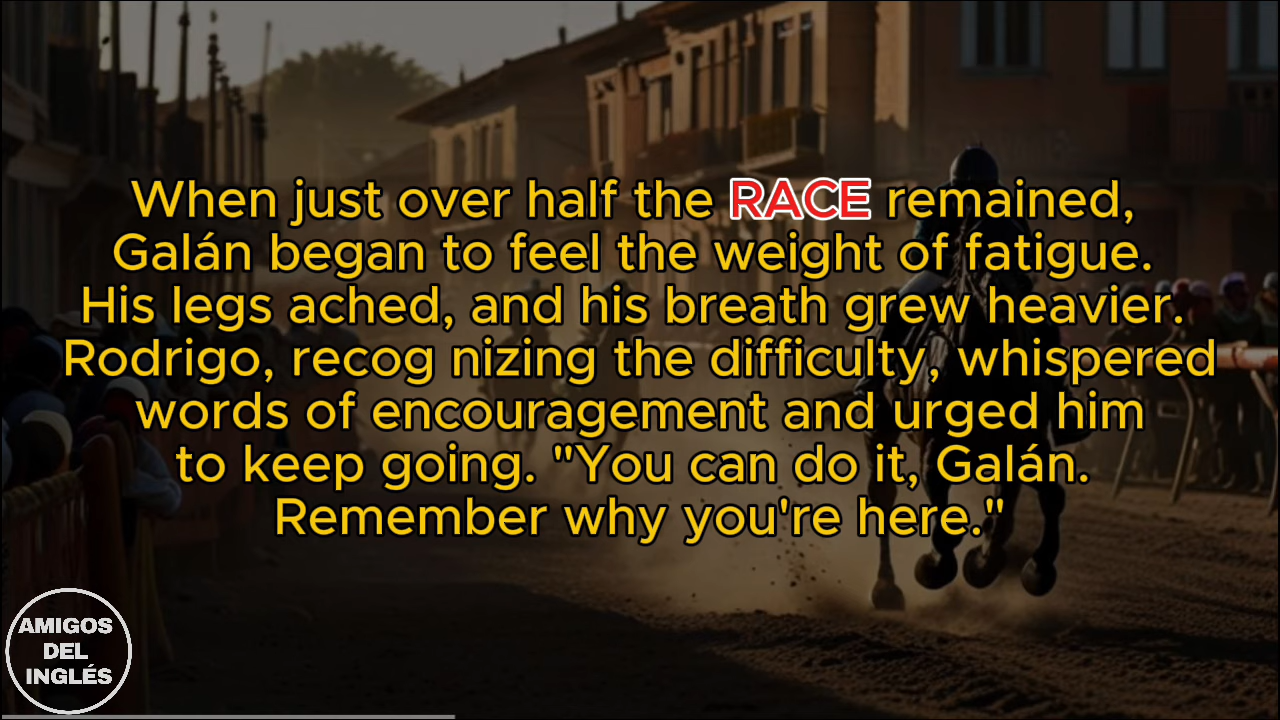 When just over half the RACE remained,
Galán began to feel the weight of fatigue.
His legs ached, and his breath grew heavier.
Rodrigo, recog nizing the difficulty, whispered
words of encouragement and urged him
to keep going. "You can do it, Galán.
Remember why you're here."
AMIGOS
DEL
INGLÉS